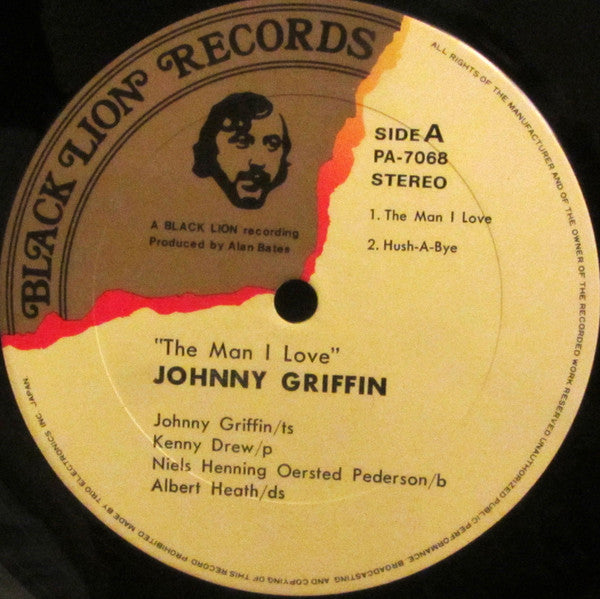 BLACK LION RECORDS
A BLACK LION recording
Produced by Alan Bates
SIDE A
PA-7068
STEREO
1. The Man I Love
2. Hush-A-Bye
"The Man I Love"
JOHNNY GRIFFIN
Johnny Griffin/ts
Kenny Drew/p
Niels Henning Oersted Pederson/b
Albert Heath/ds
ALL RIGHTS OF THE MANUFACTURER AND OF THE OWNER OF THE RECORDED WORK RESERVED UNAUTHORIZED PUBLIC PERFORMANCE, BROADCASTING AND COPYING OF THIS RECORD PROHIBITED MADE BY TRIO ELECTRONICS INC. JAPAN